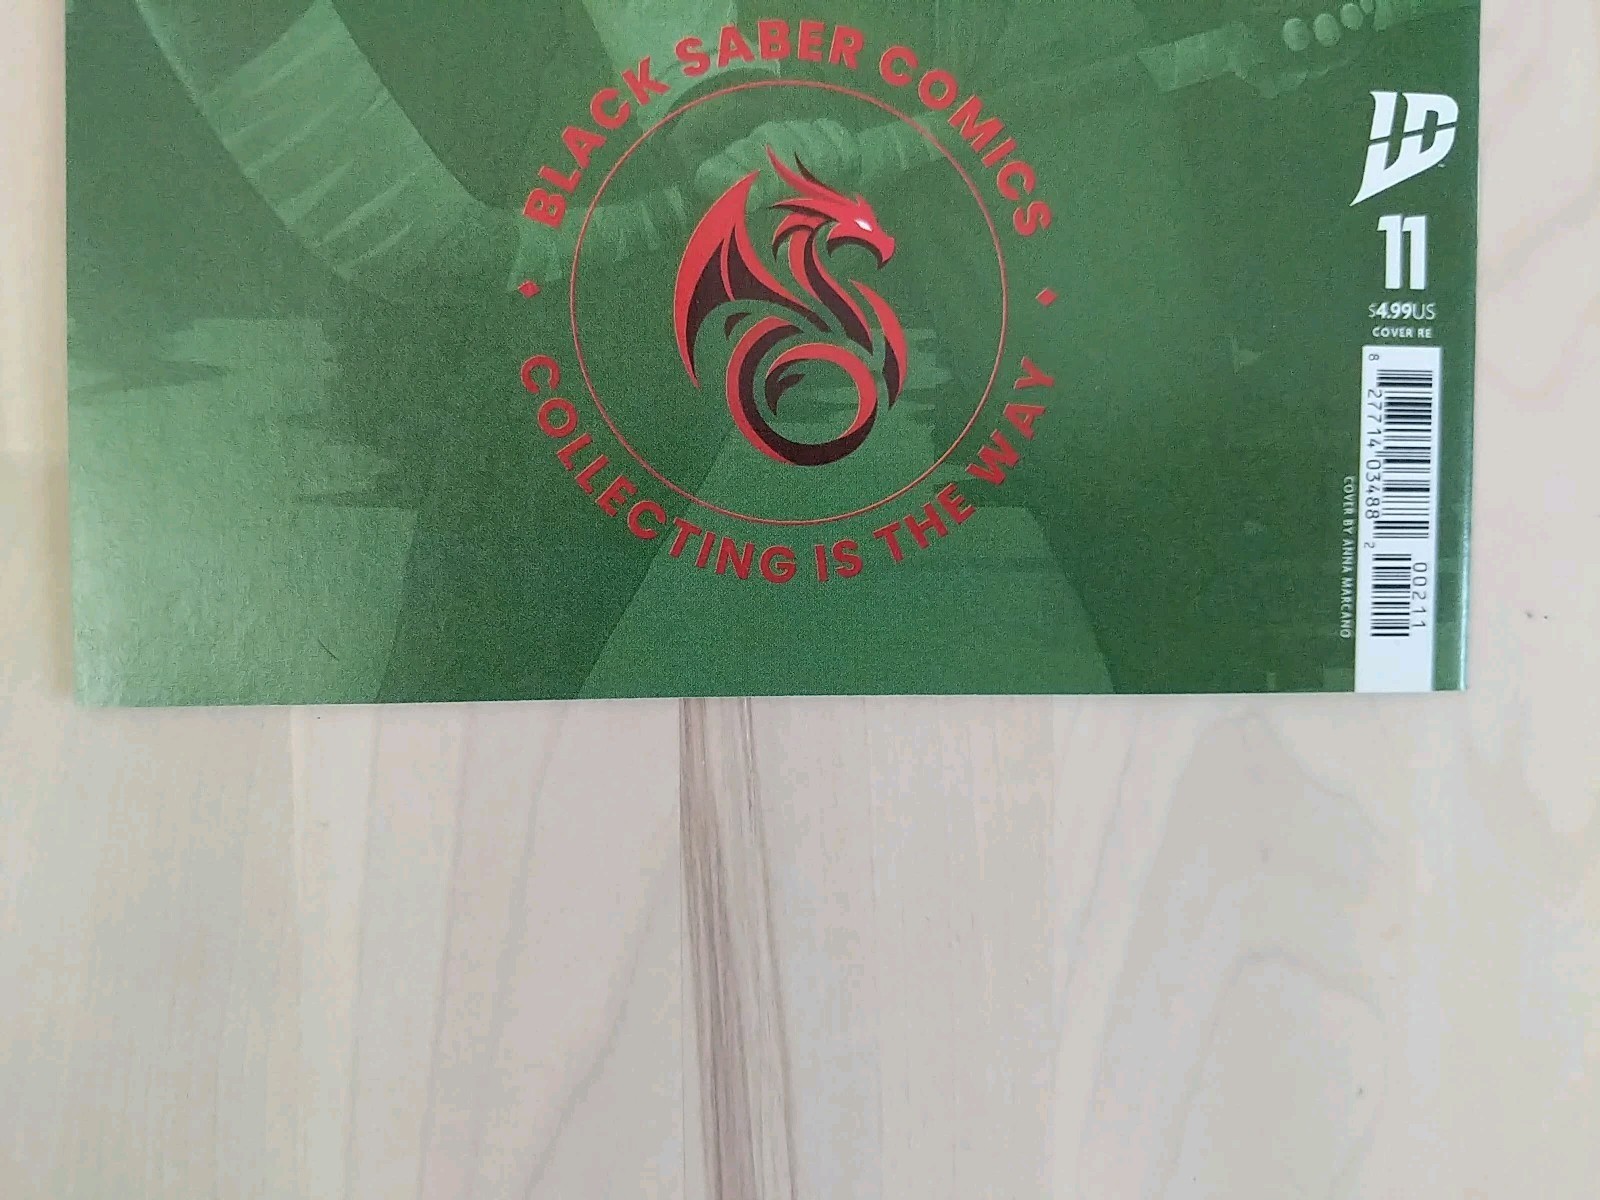 BLACK SABER COMICS
COLLECTING IS THE WAY
11
$4.99US
COVER RE
8 27714 03488 2
00211
COVER BY ANNA MARCANO